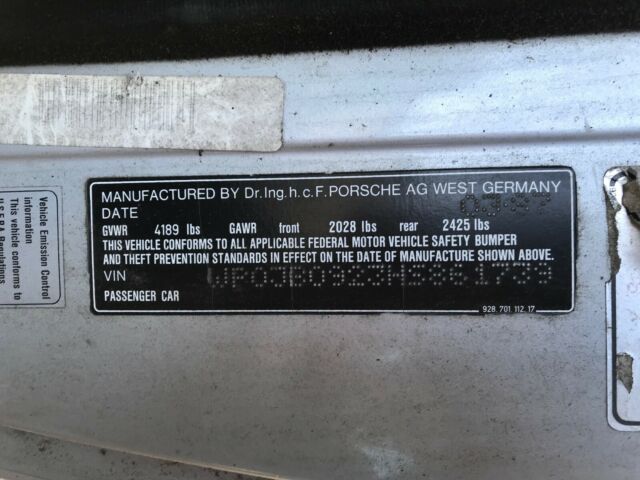 MANUFACTURED BY Dr.Ing.h.c.F.PORSCHE AG WEST GERMANY
DATE 03 87
GVWR 4189 lbs GAWR front 2028 lbs rear 2425 lbs
THIS VEHICLE CONFORMS TO ALL APPLICABLE FEDERAL MOTOR VEHICLE SAFETY BUMPER
AND THEFT PREVENTION STANDARDS IN EFFECT ON THE DATE OF MANUFACTURE SHOWN ABOVE.
VIN WP0JB0923HS861739
PASSENGER CAR
928 701 112 17
Vehicle Emission Control
information
This vehicle conforms to